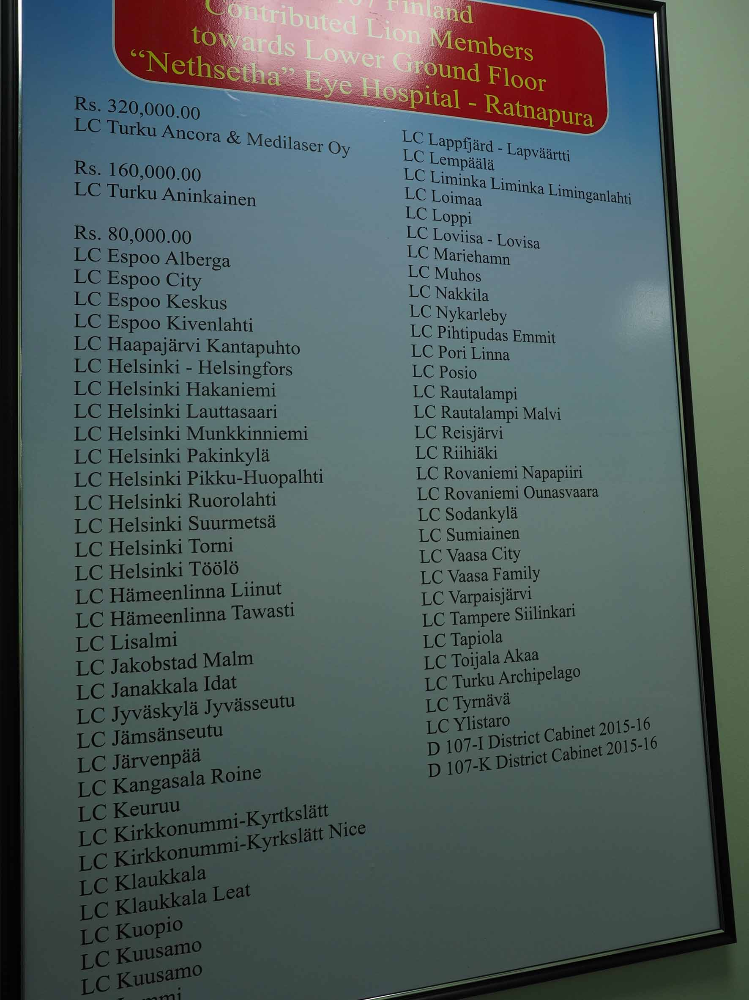 107 Finland
Contributed Lion Members
towards Lower Ground Floor
“Nethsetha” Eye Hospital - Ratnapura
Rs. 320,000.00
LC Turku Ancora & Medilaser Oy
Rs. 160,000.00
LC Turku Aninkainen
Rs. 80,000.00
LC Espoo Alberga
LC Espoo City
LC Espoo Keskus
LC Espoo Kivenlahti
LC Haapajärvi Kantapuhto
LC Helsinki - Helsingfors
LC Helsinki Hakaniemi
LC Helsinki Lauttasaari
LC Helsinki Munkkinniemi
LC Helsinki Pakinkylä
LC Helsinki Pikku-Huopalhti
LC Helsinki Ruorolahti
LC Helsinki Suurmetsä
LC Helsinki Torni
LC Helsinki Töölö
LC Hämeenlinna Liinut
LC Hämeenlinna Tawasti
LC Lisalmi
LC Jakobstad Malm
LC Janakkala Idat
LC Jyväskylä Jyvässeutu
LC Jämsänseutu
LC Järvenpää
LC Kangasala Roine
LC Keuruu
LC Kirkkonummi-Kyrtkslätt
LC Kirkkonummi-Kyrkslätt Nice
LC Klaukkala
LC Klaukkala Leat
LC Kuopio
LC Kuusamo
LC Kuusamo
LC Lappfjärd - Lapväärtti
LC Lempäälä
LC Liminka Liminka Liminganlahti
LC Loimaa
LC Loppi
LC Loviisa - Lovisa
LC Mariehamn
LC Muhos
LC Nakkila
LC Nykarleby
LC Pihtipudas Emmit
LC Pori Linna
LC Posio
LC Rautalampi
LC Rautalampi Malvi
LC Reisjärvi
LC Riihiäki
LC Rovaniemi Napapiiri
LC Rovaniemi Ounasvaara
LC Sodankylä
LC Sumiainen
LC Vaasa City
LC Vaasa Family
LC Varpaisjärvi
LC Tampere Siilinkari
LC Tapiola
LC Toijala Akaa
LC Turku Archipelago
LC Tyrnävä
LC Ylistaro
D 107-I District Cabinet 2015-16
D 107-K District Cabinet 2015-16